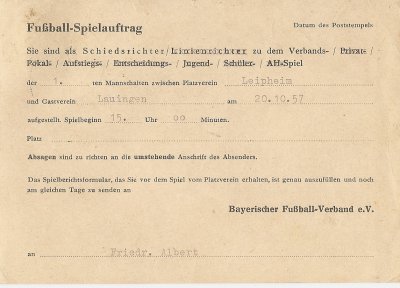 Fußball-Spielauftrag
Datum des Poststempels
Sie sind als Schiedsrichter/Linienrichter zu dem Verbands- / Privat- /
Pokal- / Aufstiegs- / Entscheidungs- / Jugend- / Schüler- / AH-Spiel
der 1. ten Mannschaften zwischen Platzverein Leipheim
und Gastverein Lauingen am 20.10.57
aufgestellt. Spielbeginn 15. Uhr 00 Minuten.
Platz
Absagen sind zu richten an die umstehende Anschrift des Absenders.
Das Spielberichtsformular, das Sie vor dem Spiel vom Platzverein erhalten, ist genau auszufüllen und noch
am gleichen Tage zu senden an
Bayerischer Fußball-Verband e.V.
an Friedr. Albert